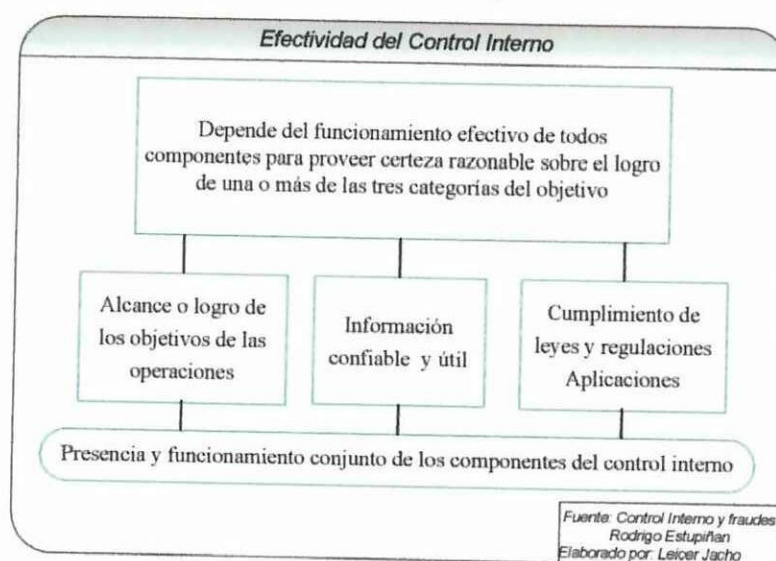 Efectividad del Control Interno
Depende del funcionamiento efectivo de todos
componentes para proveer certeza razonable sobre el logro
de una o más de las tres categorías del objetivo
Alcance o logro de
los objetivos de las
operaciones
Información
confiable y útil
Cumplimiento de
leyes y regulaciones
Aplicaciones
Presencia y funcionamiento conjunto de los componentes del control interno
Fuente: Control Interno y fraudes
Rodrigo Estupiñan
Elaborado por: Leicer Jacho